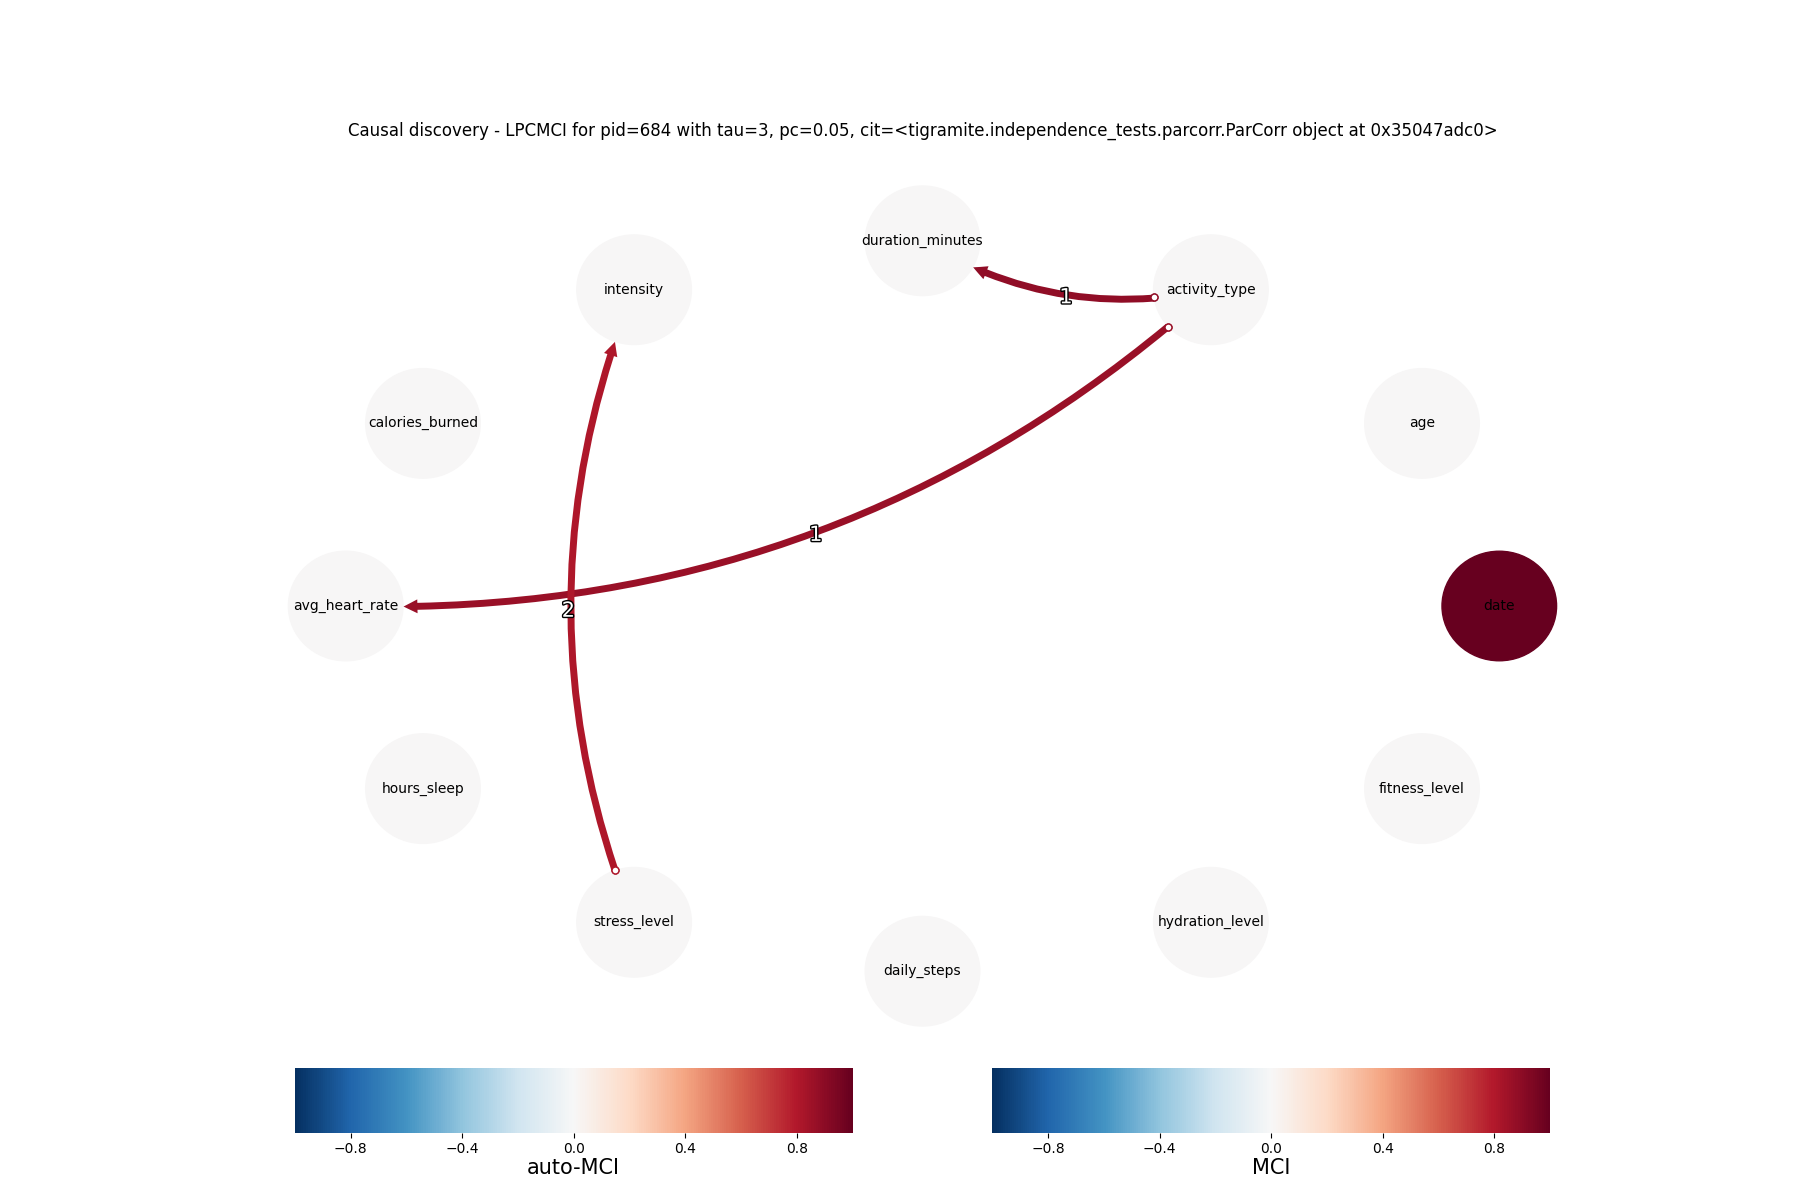 Causal discovery - LPCMCI for pid=684 with tau=3, pc=0.05, cit=<tigramite.independence_tests.parcorr.ParCorr object at 0x35047adc0>
duration_minutes
intensity
activity_type
1
calories_burned
age
1
avg_heart_rate
date
2
hours_sleep
fitness_level
stress_level
hydration_level
daily_steps
−0.8 −0.4 0.0 0.4 0.8
auto-MCI
−0.8 −0.4 0.0 0.4 0.8
MCI